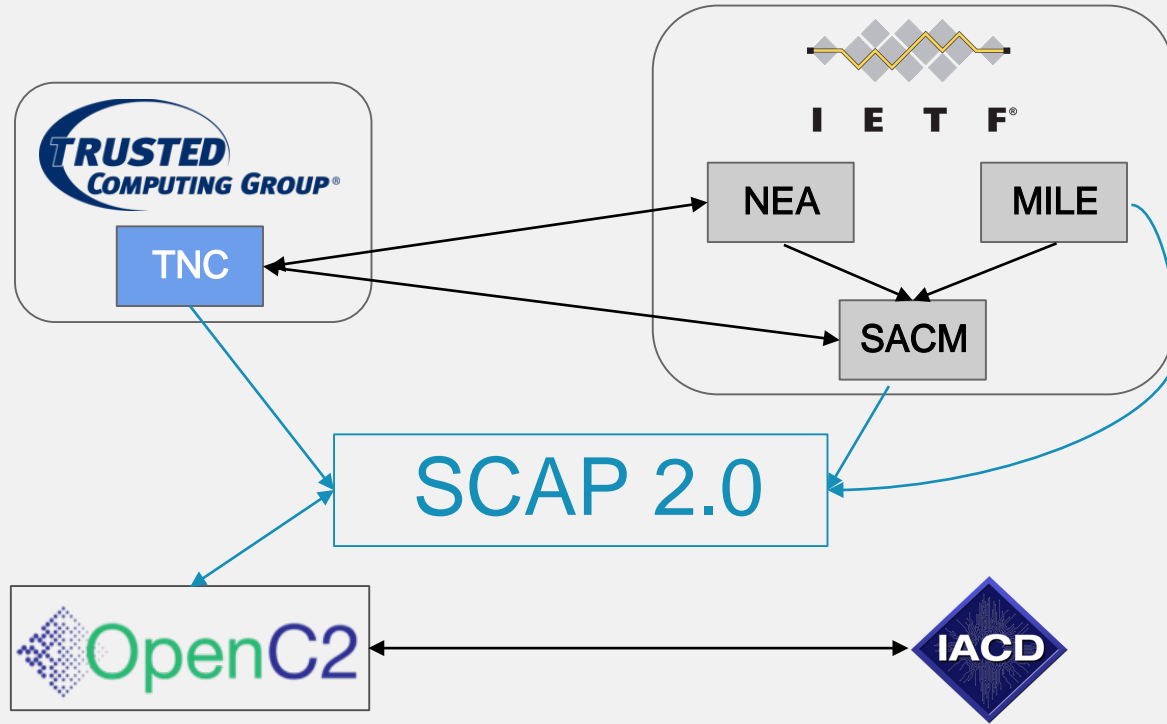 TRUSTED
COMPUTING GROUP®
TNC
I E T F®
NEA
MILE
SACM
SCAP 2.0
OpenC2
IACD